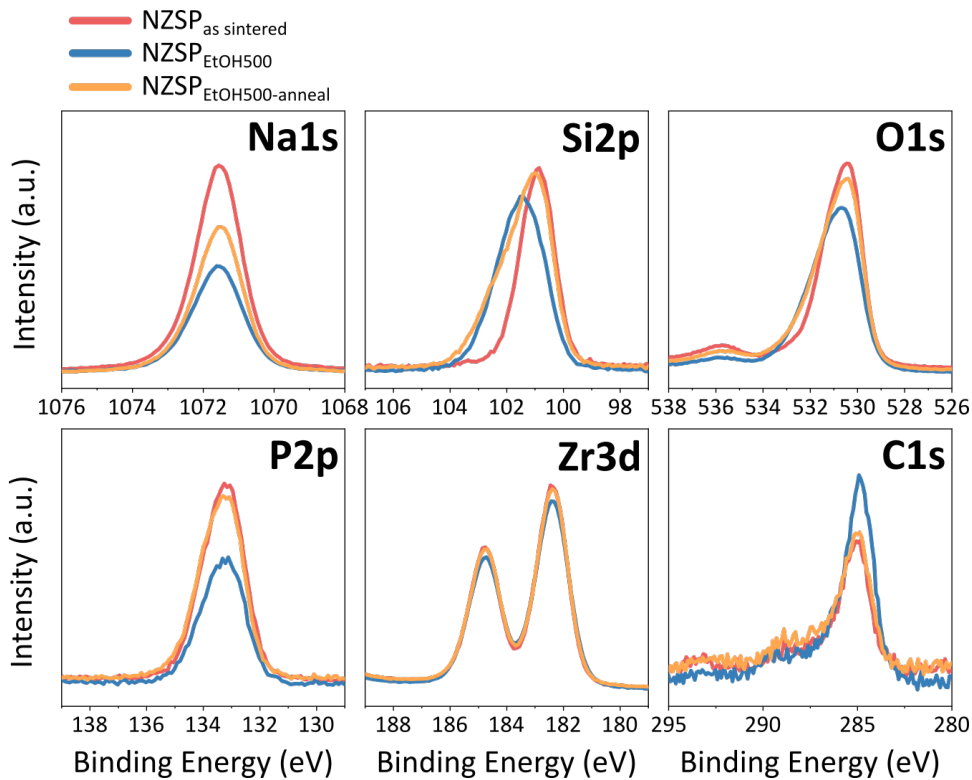 NZSPas sintered
NZSPEtOH500
NZSPEtOH500-anneal
Na1s
Si2p
O1s
Intensity (a.u.)
1076 1074 1072 1070 1068
106 104 102 100 98
538 536 534 532 530 528 526
P2p
Zr3d
C1s
Intensity (a.u.)
138 136 134 132 130
188 186 184 182 180
295 290 285 280
Binding Energy (eV) Binding Energy (eV) Binding Energy (eV)